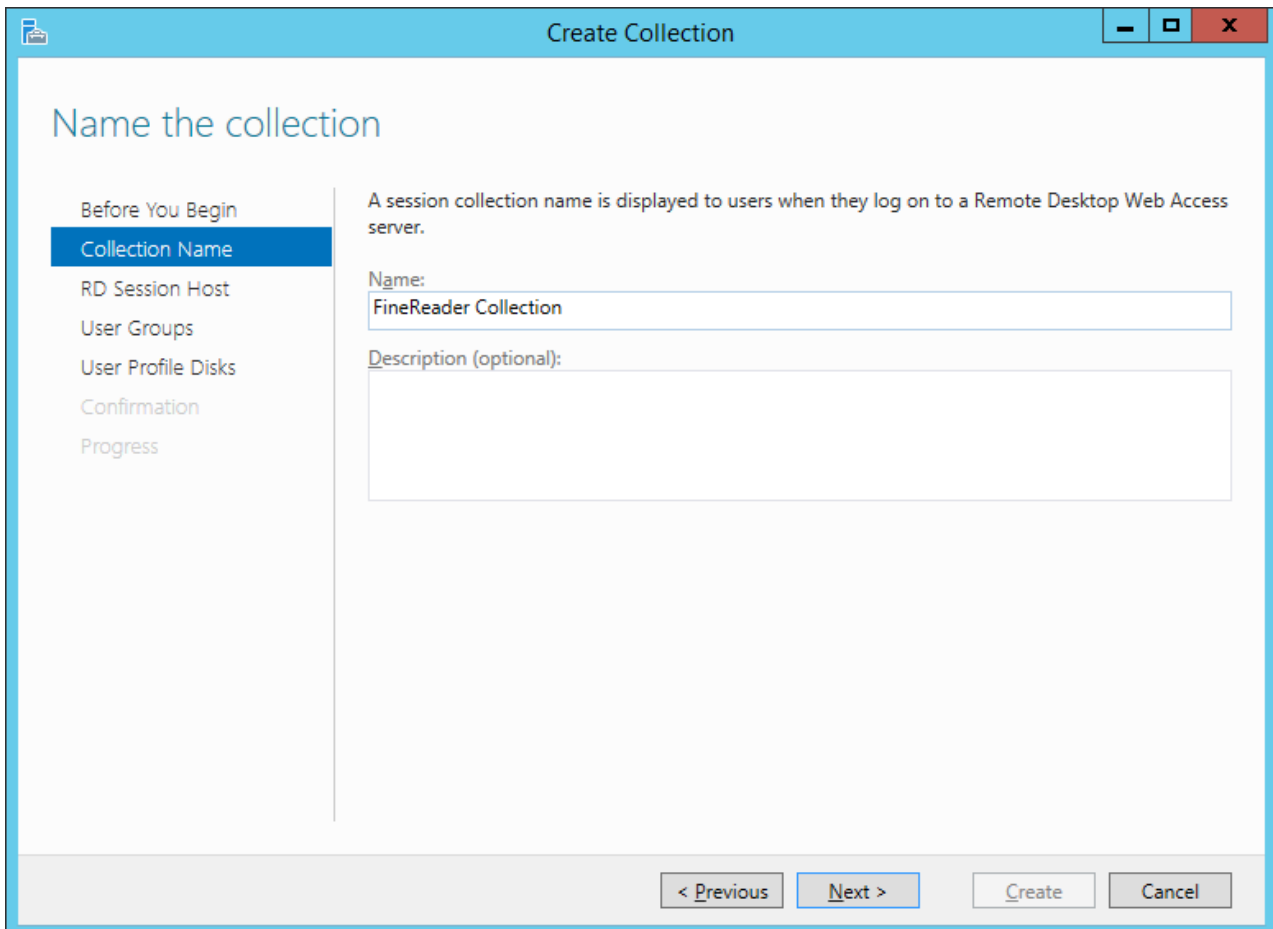 Create Collection
Name the collection
Before You Begin
Collection Name
RD Session Host
User Groups
User Profile Disks
Confirmation
Progress
A session collection name is displayed to users when they log on to a Remote Desktop Web Access
server.
Name:
FineReader Collection
Description (optional):
< Previous
Next >
Create
Cancel